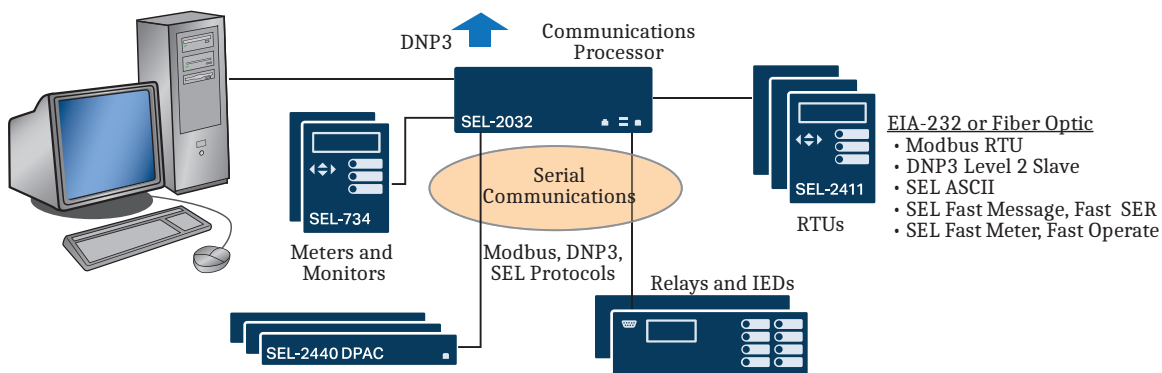 DNP3
Communications
Processor
SEL-2032
EIA-232 or Fiber Optic
• Modbus RTU
• DNP3 Level 2 Slave
• SEL ASCII
• SEL Fast Message, Fast SER
• SEL Fast Meter, Fast Operate
SEL-2411
RTUs
Serial
Communications
SEL-734
Meters and
Monitors
Modbus, DNP3,
SEL Protocols
Relays and IEDs
SEL-2440 DPAC